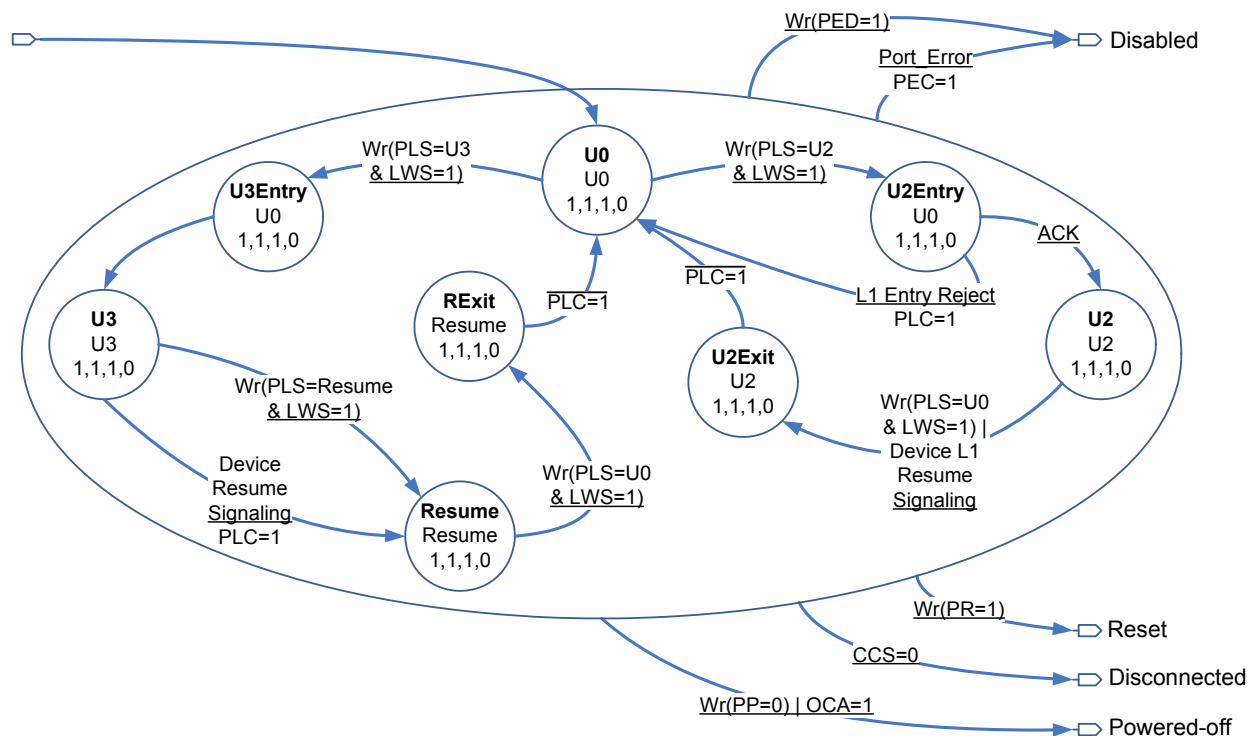 Wr(PED=1)
Disabled
Port_Error
PEC=1
Wr(PLS=U3
& LWS=1)
U0
U0
1,1,1,0
Wr(PLS=U2
& LWS=1)
U3Entry
U0
1,1,1,0
U2Entry
U0
1,1,1,0
ACK
PLC=1
PLC=1
L1 Entry Reject
PLC=1
RExit
Resume
1,1,1,0
U3
U3
1,1,1,0
U2
U2
1,1,1,0
U2Exit
U2
1,1,1,0
Wr(PLS=Resume
& LWS=1)
Wr(PLS=U0
& LWS=1) |
Device L1
Resume
Signaling
Device
Resume
Signaling
PLC=1
Wr(PLS=U0
& LWS=1)
Resume
Resume
1,1,1,0
Wr(PR=1)
Reset
CCS=0
Disconnected
Wr(PP=0) | OCA=1
Powered-off